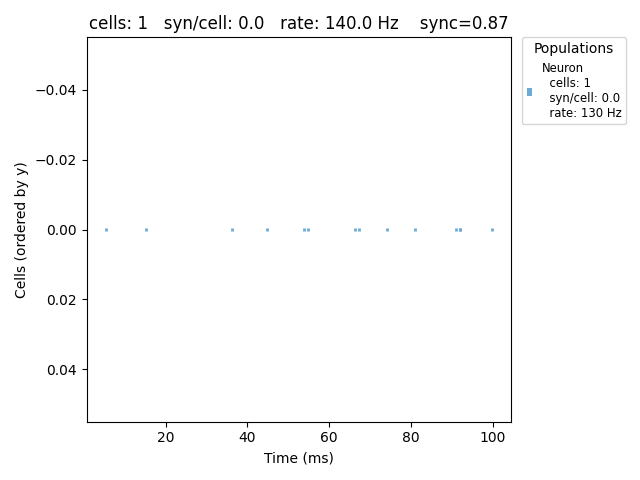 cells: 1   syn/cell: 0.0   rate: 140.0 Hz    sync=0.87
Populations
Neuron
cells: 1
syn/cell: 0.0
rate: 130 Hz
−0.04
−0.02
0.00
0.02
0.04
Cells (ordered by y)
20 40 60 80 100
Time (ms)